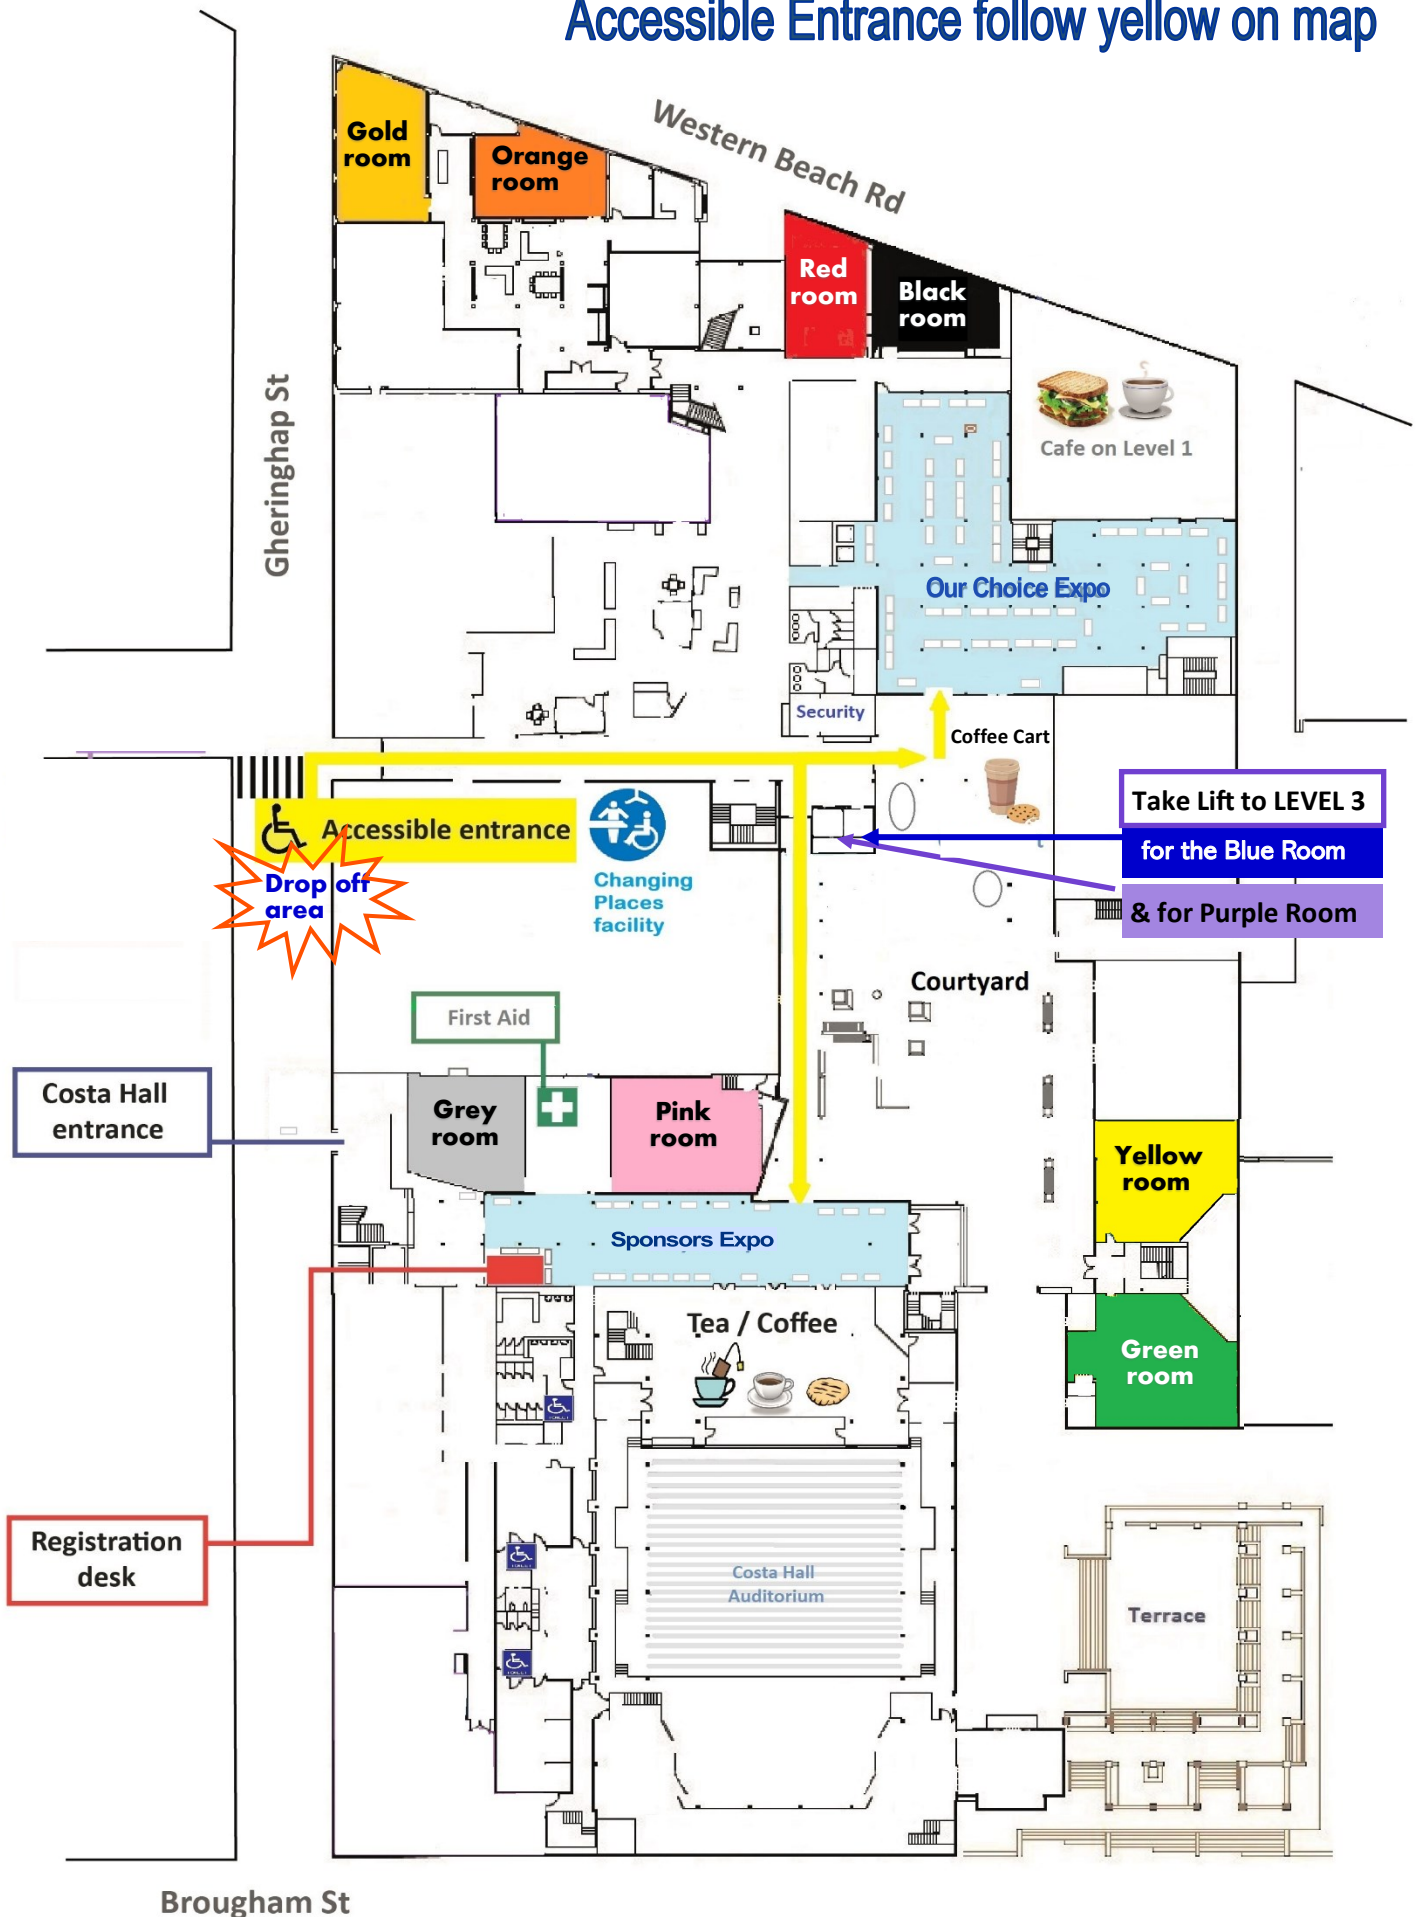 Accessible Entrance follow yellow on map
Western Beach Rd
Gold
room
Orange
room
Red
room
Black
room
Gheringhap St
Cafe on Level 1
Our Choice Expo
Security
Coffee Cart
Accessible entrance
Drop off
area
Changing
Places
facility
Take Lift to LEVEL 3
for the Blue Room
& for Purple Room
Courtyard
First Aid
Costa Hall
entrance
Grey
room
Pink
room
Yellow
room
Sponsors Expo
Tea / Coffee
Green
room
Registration
desk
Costa Hall
Auditorium
Terrace
Brougham St